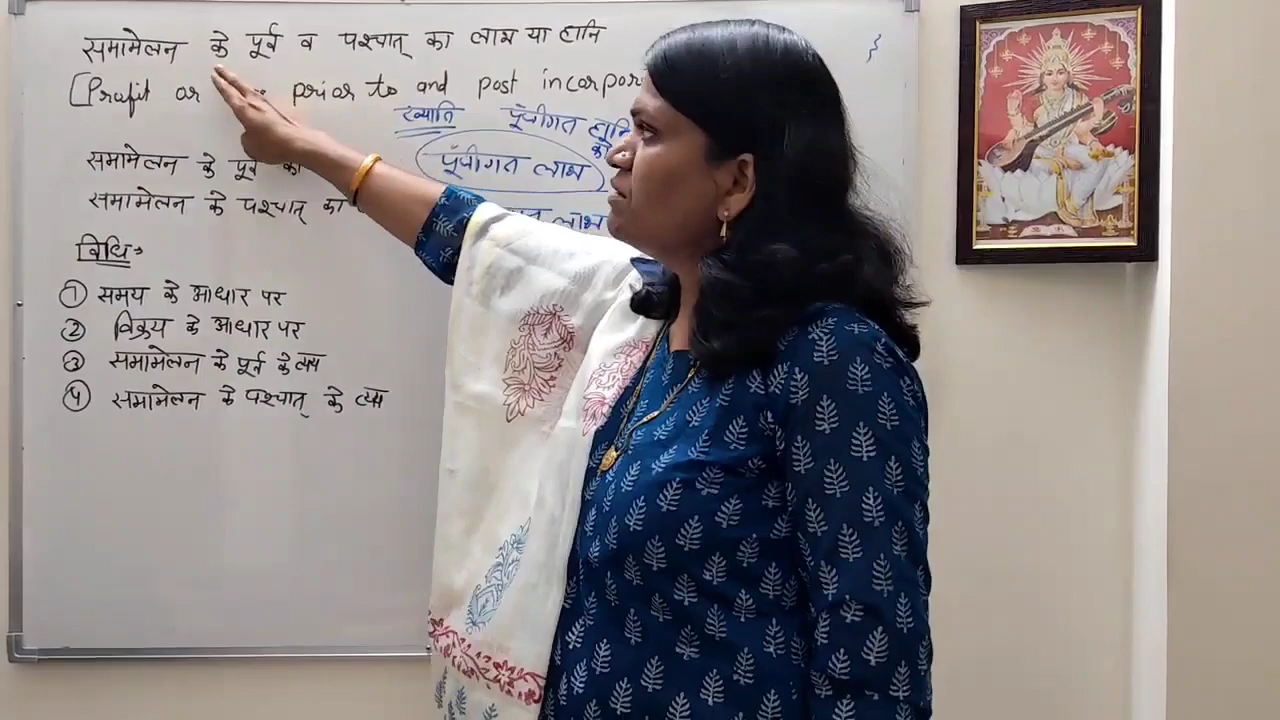 समामेलन के पूर्व व पश्चात् का लाभ या हानि }
[Profit or prior to and post incorpor
ख्याति पूँजीगत हानि
को
समामेलन के पूर्व का पूँजीगत लाभ
समामेलन के पश्चात् का लाभ
विधि:-
① समय के आधार पर
② विक्रय के आधार पर
③ समामेलन के पूर्व के व्यय
④ समामेलन के पश्चात् के व्यय